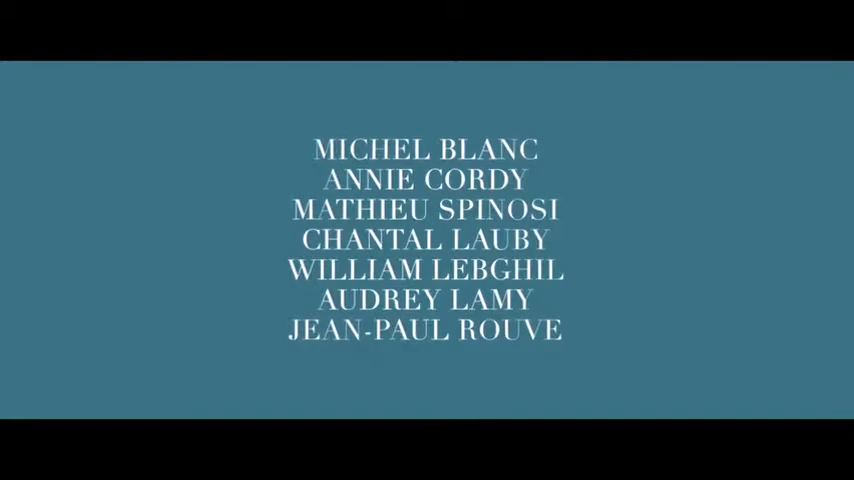 MICHEL BLANC
ANNIE CORDY
MATHIEU SPINOSI
CHANTAL LAUBY
WILLIAM LEBGHIL
AUDREY LAMY
JEAN-PAUL ROUVE